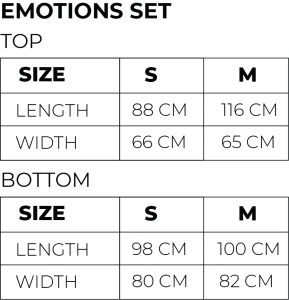 EMOTIONS SET
TOP
SIZE S M
LENGTH 88 CM 116 CM
WIDTH 66 CM 65 CM
BOTTOM
SIZE S M
LENGTH 98 CM 100 CM
WIDTH 80 CM 82 CM